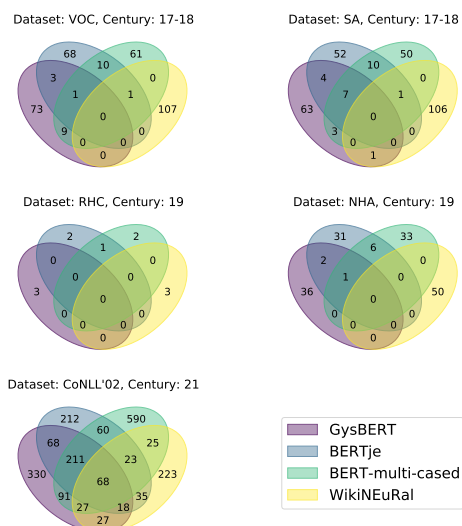 Dataset: VOC, Century: 17-18
68 61
3 10 0
73 1 1 107
0
9 0
0 0
0
Dataset: SA, Century: 17-18
52 50
4 10 0
63 7 1 106
0
3 0
0 0
1
Dataset: RHC, Century: 19
2 2
0 1 0
3 0 0 3
0
0 0
0 0
0
Dataset: NHA, Century: 19
31 33
2 6 0
36 1 0 50
0
0 0
0 0
0
Dataset: CoNLL'02, Century: 21
212 590
68 60 25
330 211 23 223
68
91 35
27 18
27
GysBERT
BERTje
BERT-multi-cased
WikiNEuRal